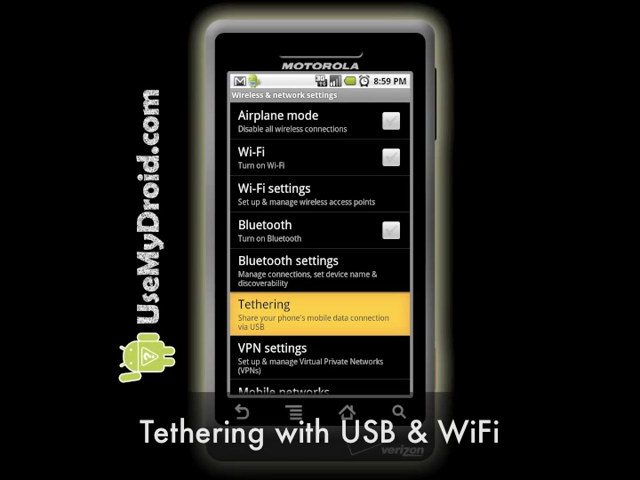 MOTOROLA
3G
8:59 PM
Wireless & network settings
Airplane mode
Disable all wireless connections
Wi-Fi
Turn on Wi-Fi
Wi-Fi settings
Set up & manage wireless access points
Bluetooth
Turn on Bluetooth
Bluetooth settings
Manage connections, set device name &
discoverability
Tethering
Share your phone's mobile data connection
via USB
VPN settings
Set up & manage Virtual Private Networks
(VPNs)
Mobile networks
UseMyDroid.com
?
Tethering with USB & WiFi
verizon